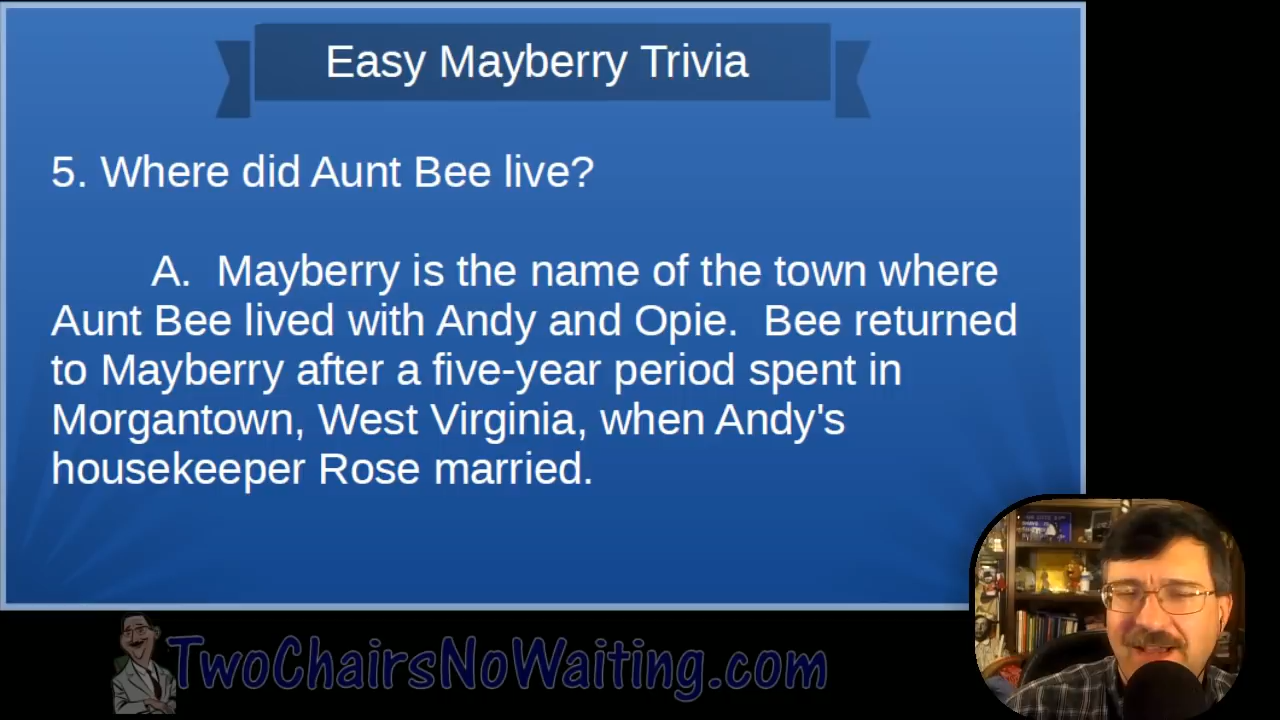 Easy Mayberry Trivia
5. Where did Aunt Bee live?
A. Mayberry is the name of the town where
Aunt Bee lived with Andy and Opie. Bee returned
to Mayberry after a five-year period spent in
Morgantown, West Virginia, when Andy's
housekeeper Rose married.
TwoChairsNoWaiting.com